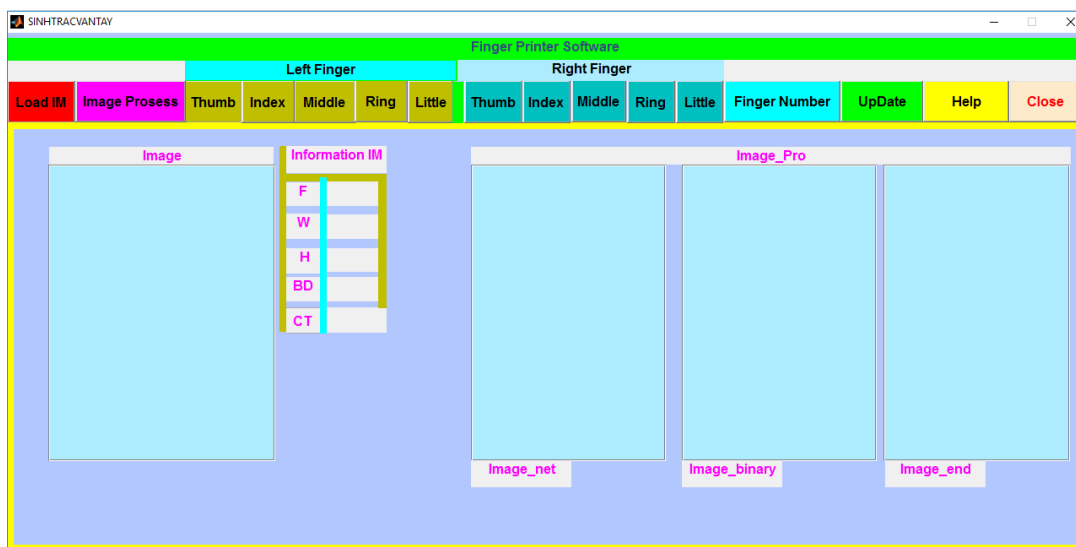 SINHTRACVANTAY
Finger Printer Software
Left Finger Right Finger
Load IM Image Prosess Thumb Index Middle Ring Little Thumb Index Middle Ring Little Finger Number UpDate Help Close
Image Information IM Image_Pro
F
W
H
BD
CT
Image_net Image_binary Image_end